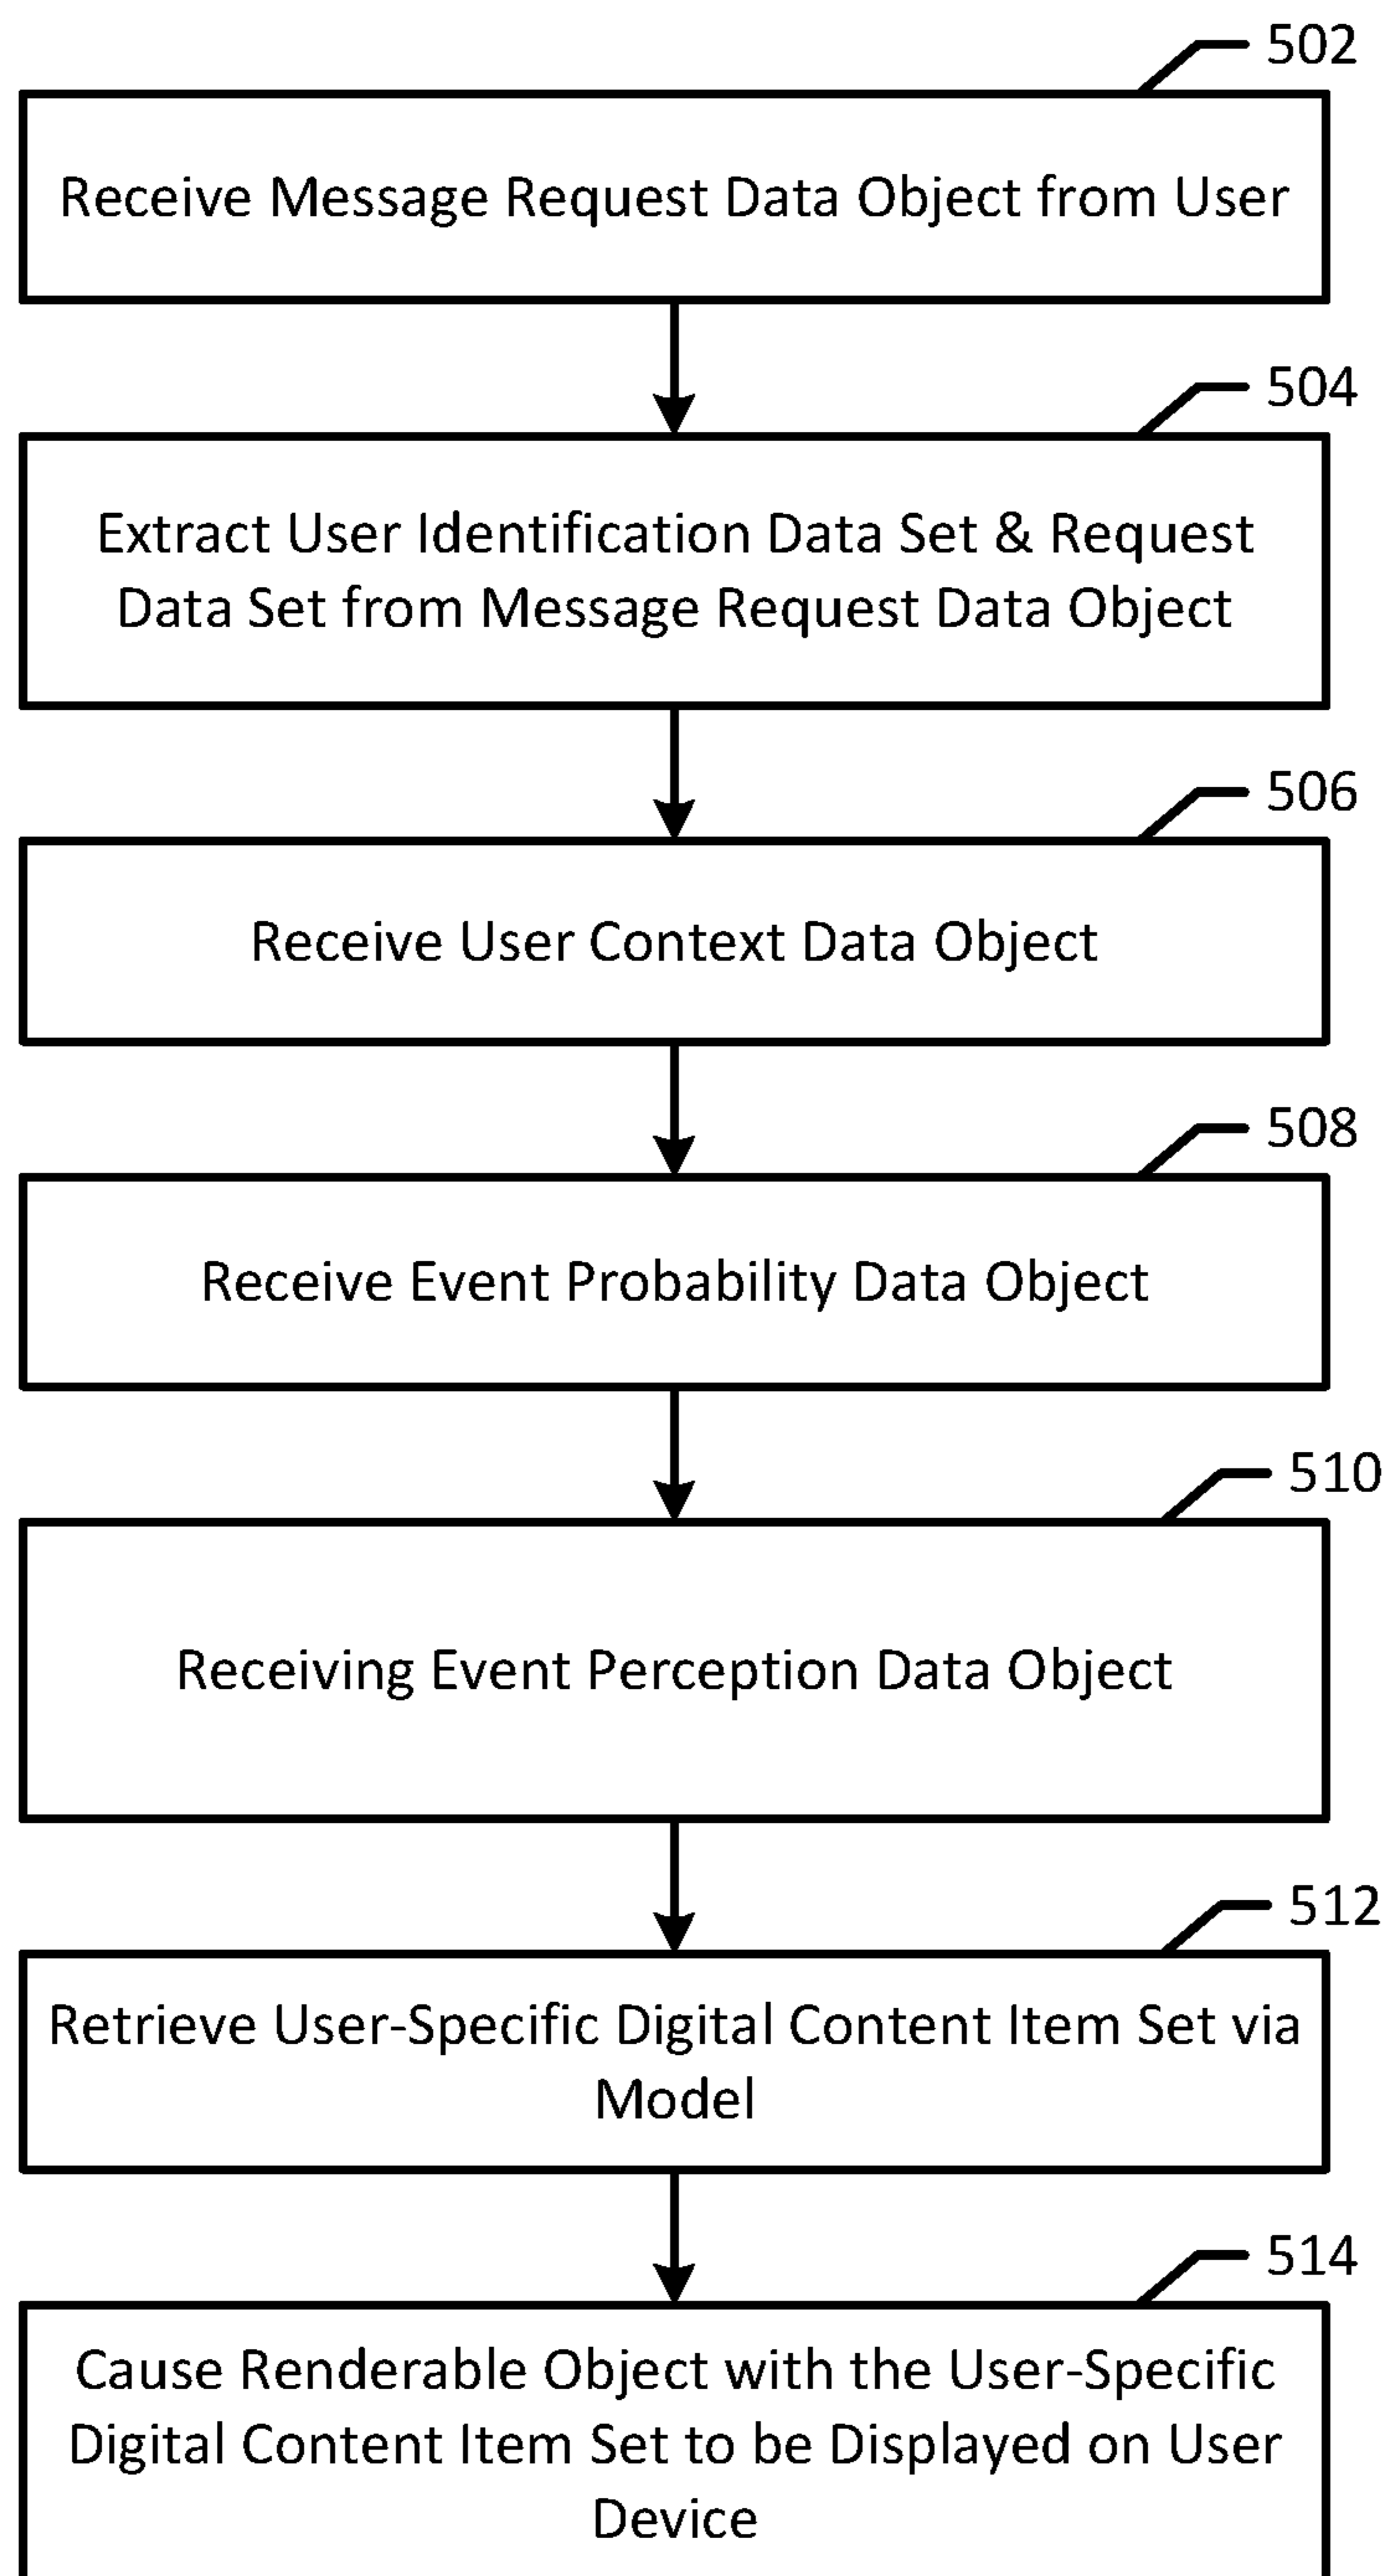 502
Receive Message Request Data Object from User
504
Extract User Identification Data Set & Request
Data Set from Message Request Data Object
506
Receive User Context Data Object
508
Receive Event Probability Data Object
510
Receiving Event Perception Data Object
512
Retrieve User-Specific Digital Content Item Set via
Model
514
Cause Renderable Object with the User-Specific
Digital Content Item Set to be Displayed on User
Device